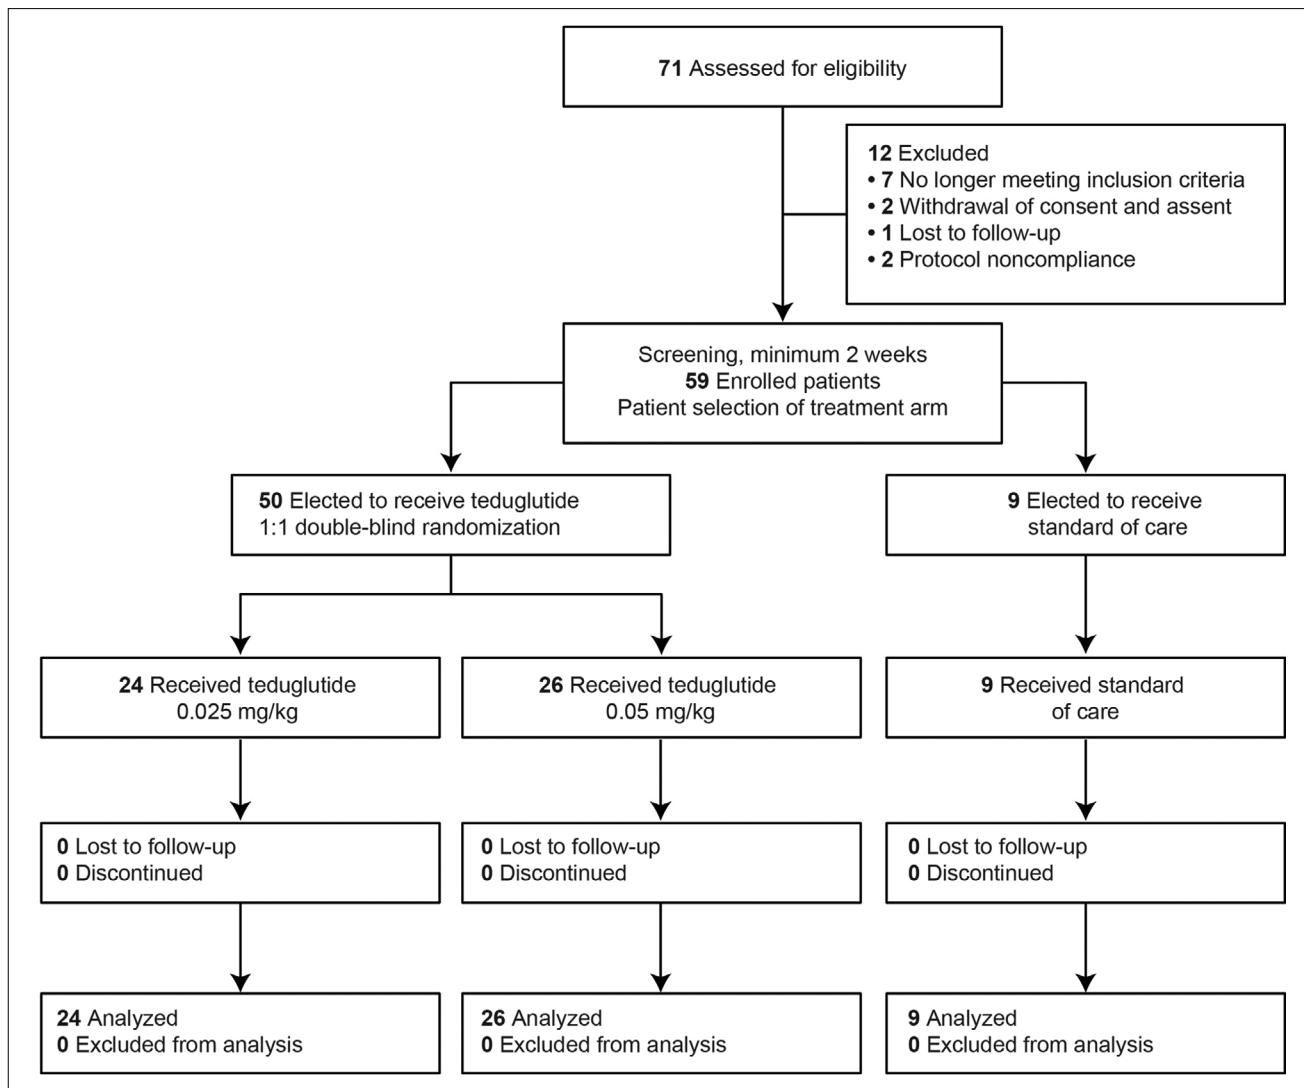 71 Assessed for eligibility
12 Excluded
• 7 No longer meeting inclusion criteria
• 2 Withdrawal of consent and assent
• 1 Lost to follow-up
• 2 Protocol noncompliance
Screening, minimum 2 weeks
59 Enrolled patients
Patient selection of treatment arm
50 Elected to receive teduglutide
1:1 double-blind randomization
9 Elected to receive
standard of care
24 Received teduglutide
0.025 mg/kg
26 Received teduglutide
0.05 mg/kg
9 Received standard
of care
0 Lost to follow-up
0 Discontinued
0 Lost to follow-up
0 Discontinued
0 Lost to follow-up
0 Discontinued
24 Analyzed
0 Excluded from analysis
26 Analyzed
0 Excluded from analysis
9 Analyzed
0 Excluded from analysis